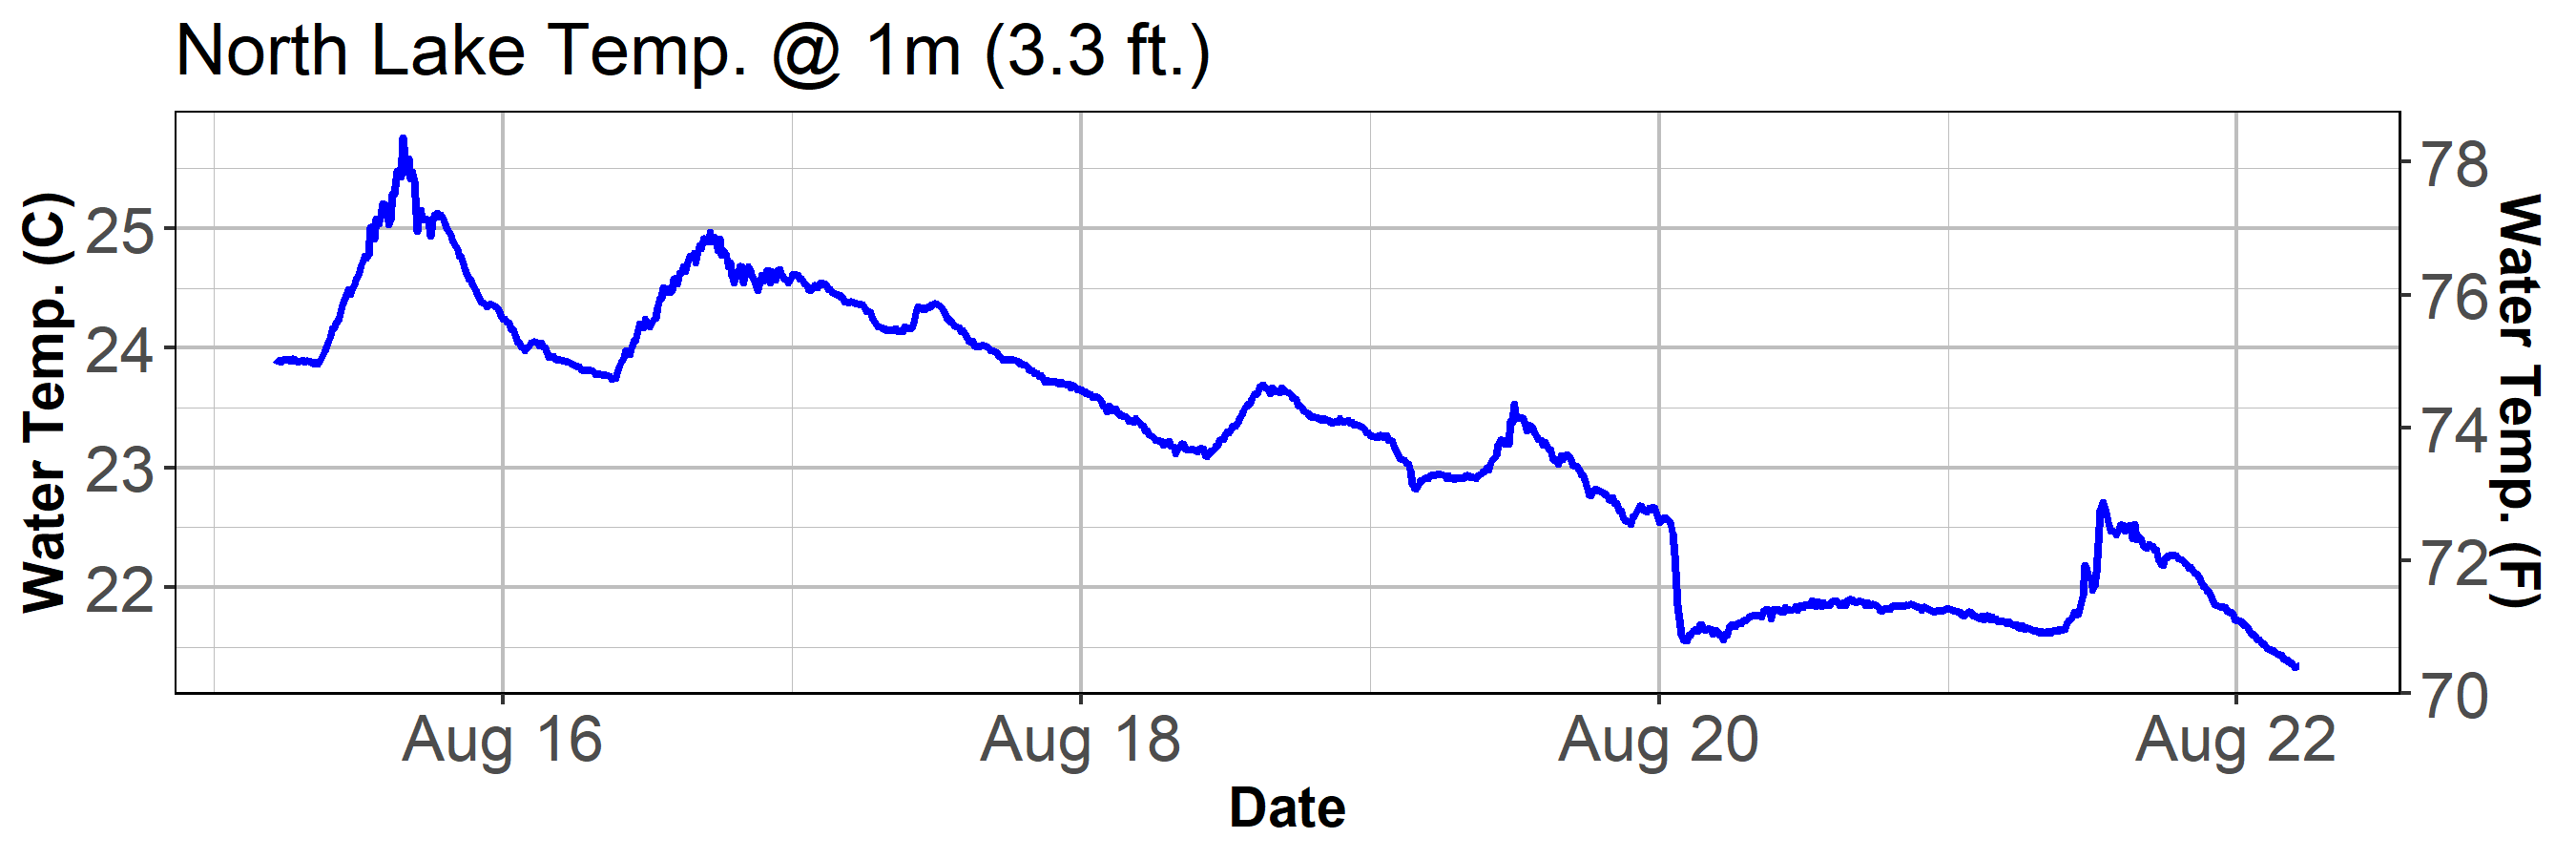 North Lake Temp. @ 1m (3.3 ft.)
Water Temp. (C)
25
24
23
22
78
76
74
72
70
Water Temp. (F)
Aug 16
Aug 18
Aug 20
Aug 22
Date